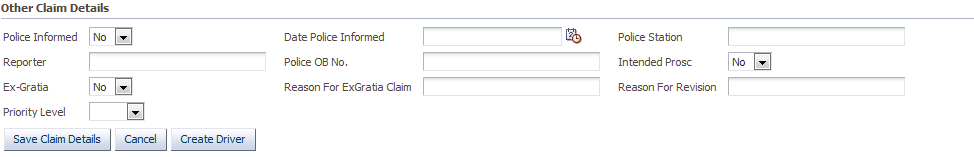 Other Claim Details
Police Informed No Date Police Informed Police Station
Reporter Police OB No. Intended Prosc No
Ex-Gratia No Reason For ExGratia Claim Reason For Revision
Priority Level
Save Claim Details Cancel Create Driver